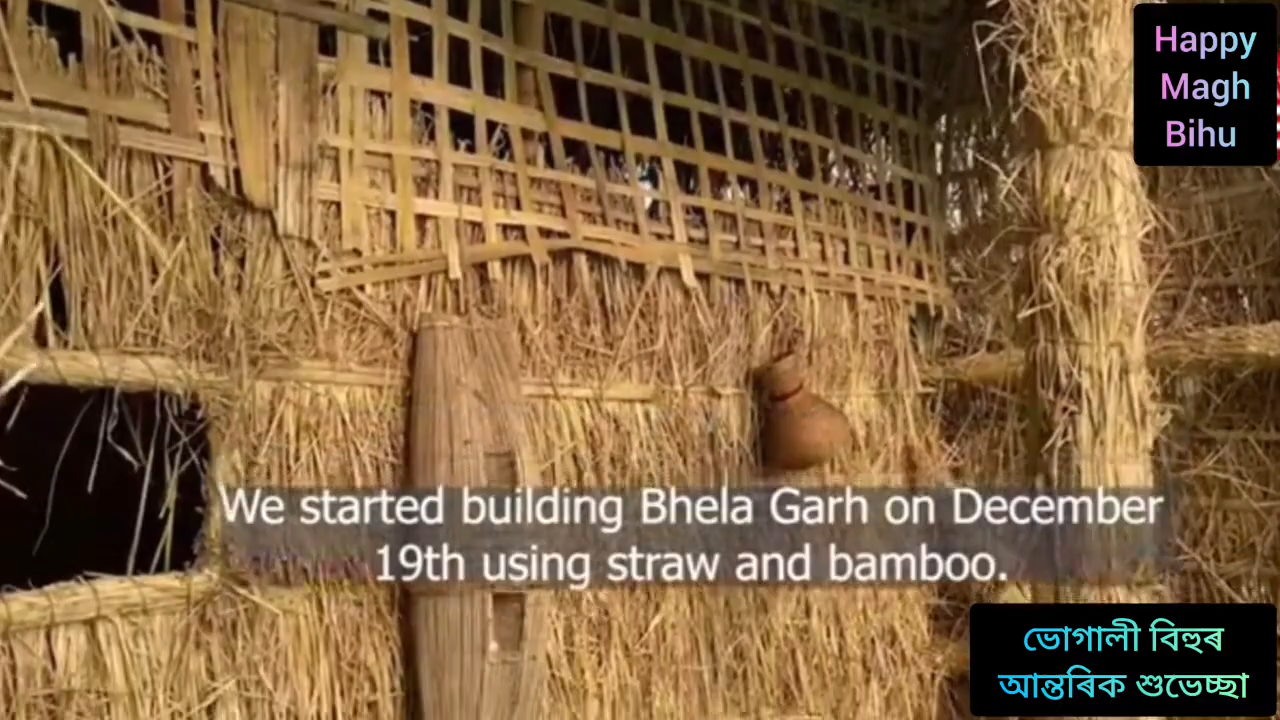 Happy
Magh
Bihu
We started building Bhela Garh on December
19th using straw and bamboo.
ভোগালী বিহুৰ
আন্তৰিক শুভেচ্ছা